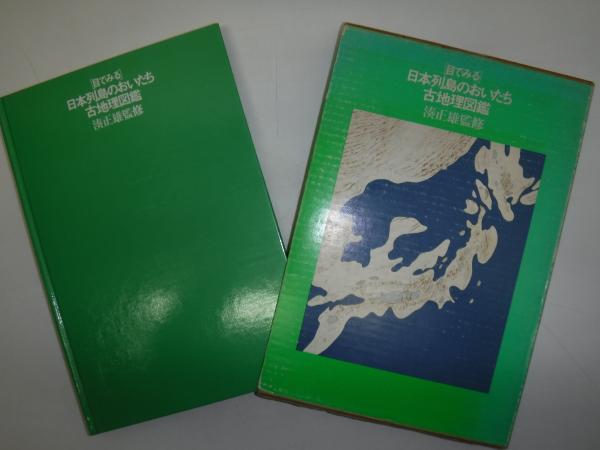 [目でみる]
日本列島のおいたち
古地理図鑑
湊正雄監修
[目でみる]
日本列島のおいたち
古地理図鑑
湊正雄監修